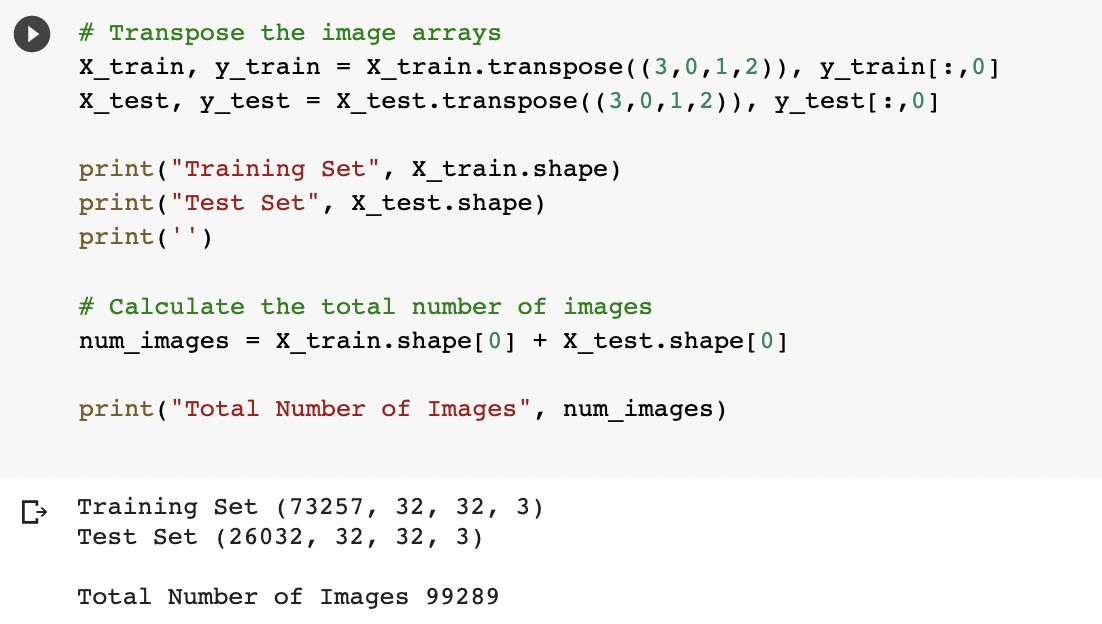 # Transpose the image arrays
X_train, y_train = X_train.transpose((3,0,1,2)), y_train[:,0]
X_test, y_test = X_test.transpose((3,0,1,2)), y_test[:,0]
print("Training Set", X_train.shape)
print("Test Set", X_test.shape)
print('')
# Calculate the total number of images
num_images = X_train.shape[0] + X_test.shape[0]
print("Total Number of Images", num_images)
Training Set (73257, 32, 32, 3)
Test Set (26032, 32, 32, 3)
Total Number of Images 99289